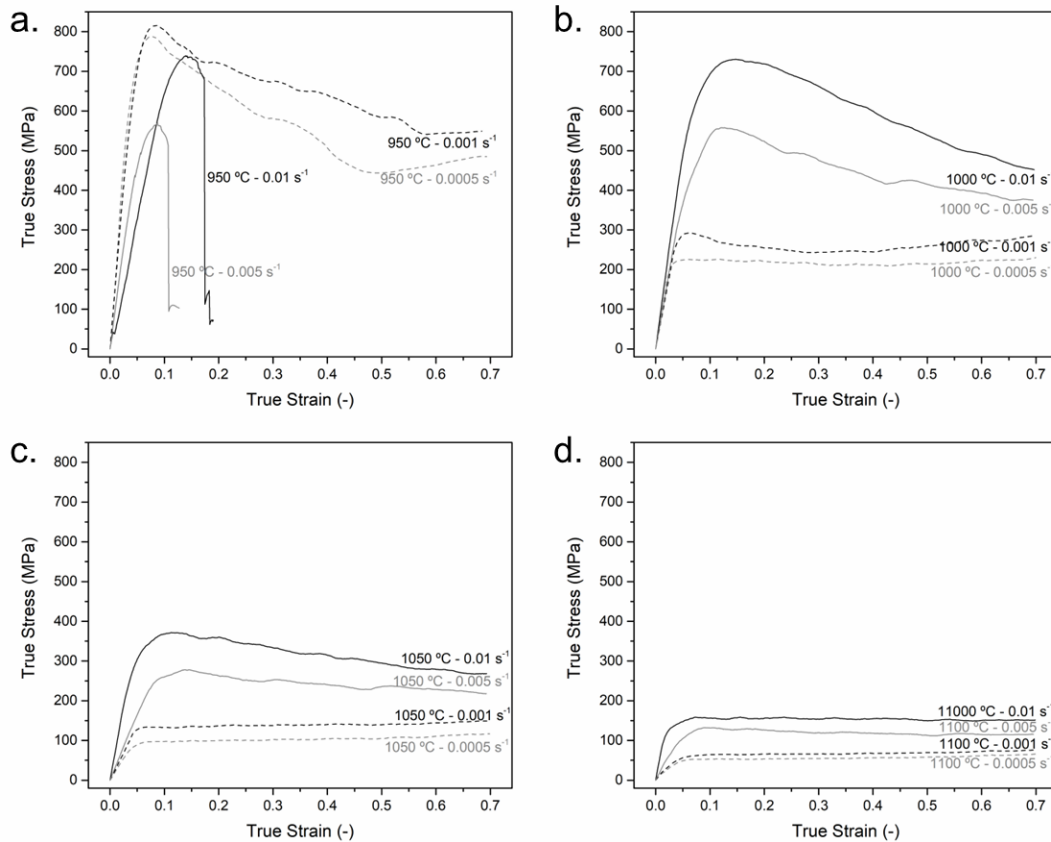 a.
800
700
600
500
400
300
200
100
0
True Stress (MPa)
950 ºC - 0.001 s-1
950 ºC - 0.01 s-1
950 ºC - 0.0005 s-1
950 ºC - 0.005 s-1
0.0 0.1 0.2 0.3 0.4 0.5 0.6 0.7
True Strain (-)
b.
800
700
600
500
400
300
200
100
0
True Stress (MPa)
1000 ºC - 0.01 s-1
1000 ºC - 0.005 s-1
1000 ºC - 0.001 s-1
1000 ºC - 0.0005 s-1
0.0 0.1 0.2 0.3 0.4 0.5 0.6 0.7
True Strain (-)
c.
800
700
600
500
400
300
200
100
0
True Stress (MPa)
1050 ºC - 0.01 s-1
1050 ºC - 0.005 s-1
1050 ºC - 0.001 s-1
1050 ºC - 0.0005 s-1
0.0 0.1 0.2 0.3 0.4 0.5 0.6 0.7
True Strain (-)
d.
800
700
600
500
400
300
200
100
0
True Stress (MPa)
11000 ºC - 0.01 s-1
1100 ºC - 0.005 s-1
1100 ºC - 0.001 s-1
1100 ºC - 0.0005 s-1
0.0 0.1 0.2 0.3 0.4 0.5 0.6 0.7
True Strain (-)